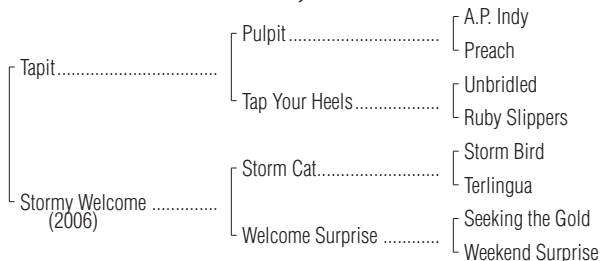 A.P. Indy
Pulpit........................................
Preach
Tapit...........................................
Unbridled
Tap Your Heels......................
Ruby Slippers
Storm Bird
Storm Cat................................
Terlingua
Stormy Welcome .................
(2006)
Seeking the Gold
Welcome Surprise ..............
Weekend Surprise